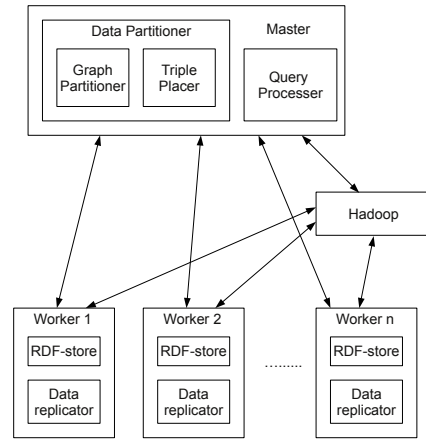 Data Partitioner
Master
Graph
Partitioner
Triple
Placer
Query
Processer
Hadoop
Worker 1
Worker 2
Worker n
RDF-store
RDF-store
RDF-store
.........
Data
replicator
Data
replicator
Data
replicator